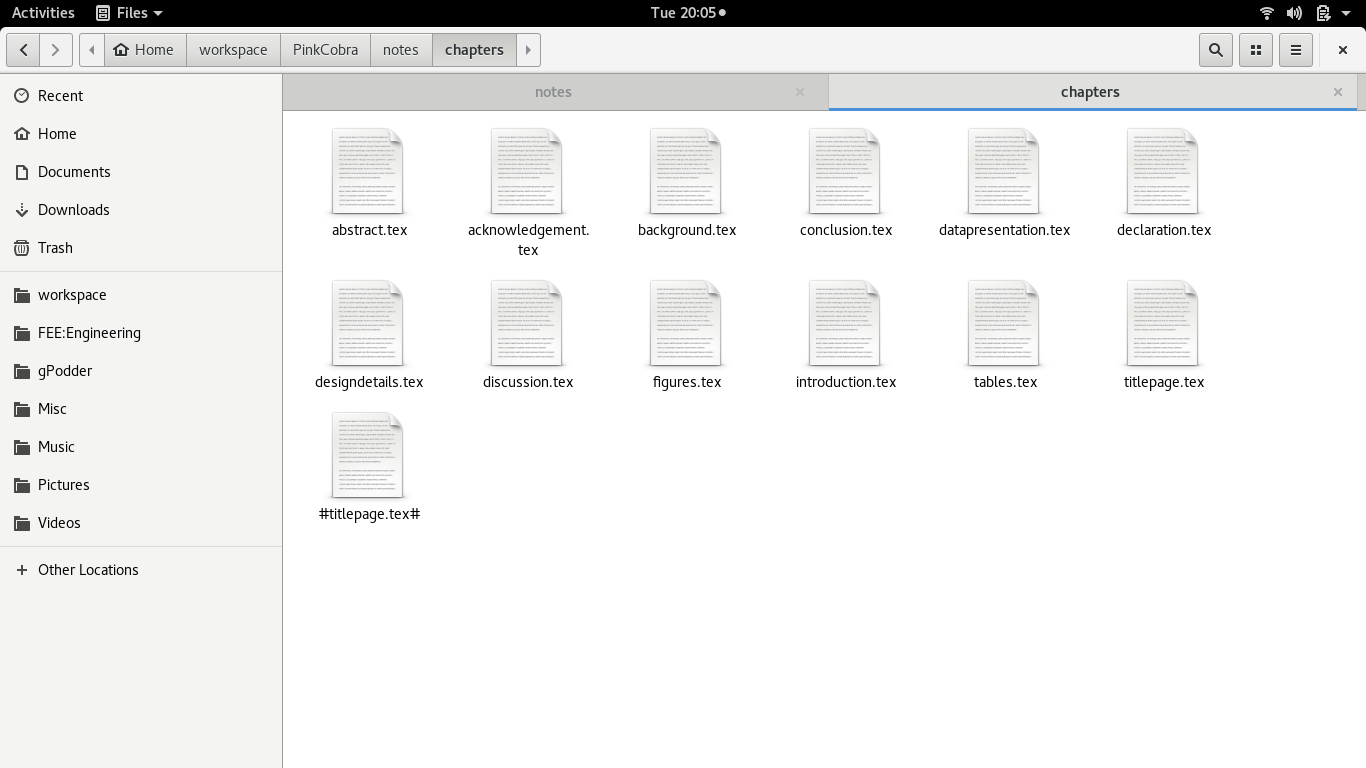 Activities Files Tue 20:05
Home workspace PinkCobra notes chapters
Recent
Home
Documents
Downloads
Trash
workspace
FEE:Engineering
gPodder
Misc
Music
Pictures
Videos
Other Locations
notes chapters
abstract.tex acknowledgement. background.tex conclusion.tex datapresentation.tex declaration.tex
tex
designdetails.tex discussion.tex figures.tex introduction.tex tables.tex titlepage.tex
#titlepage.tex#